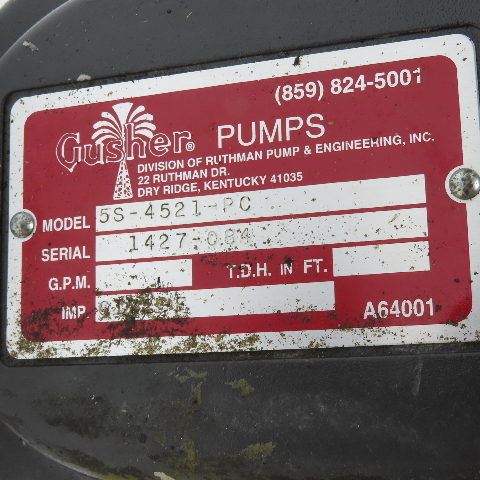 (859) 824-5001
Gusher® PUMPS
DIVISION OF RUTHMAN PUMP & ENGINEERING, INC.
22 RUTHMAN DR.
DRY RIDGE, KENTUCKY 41035
MODEL 5S-4521-PC
SERIAL 1427-084
G.P.M. T.D.H. IN FT.
IMP.
A64001